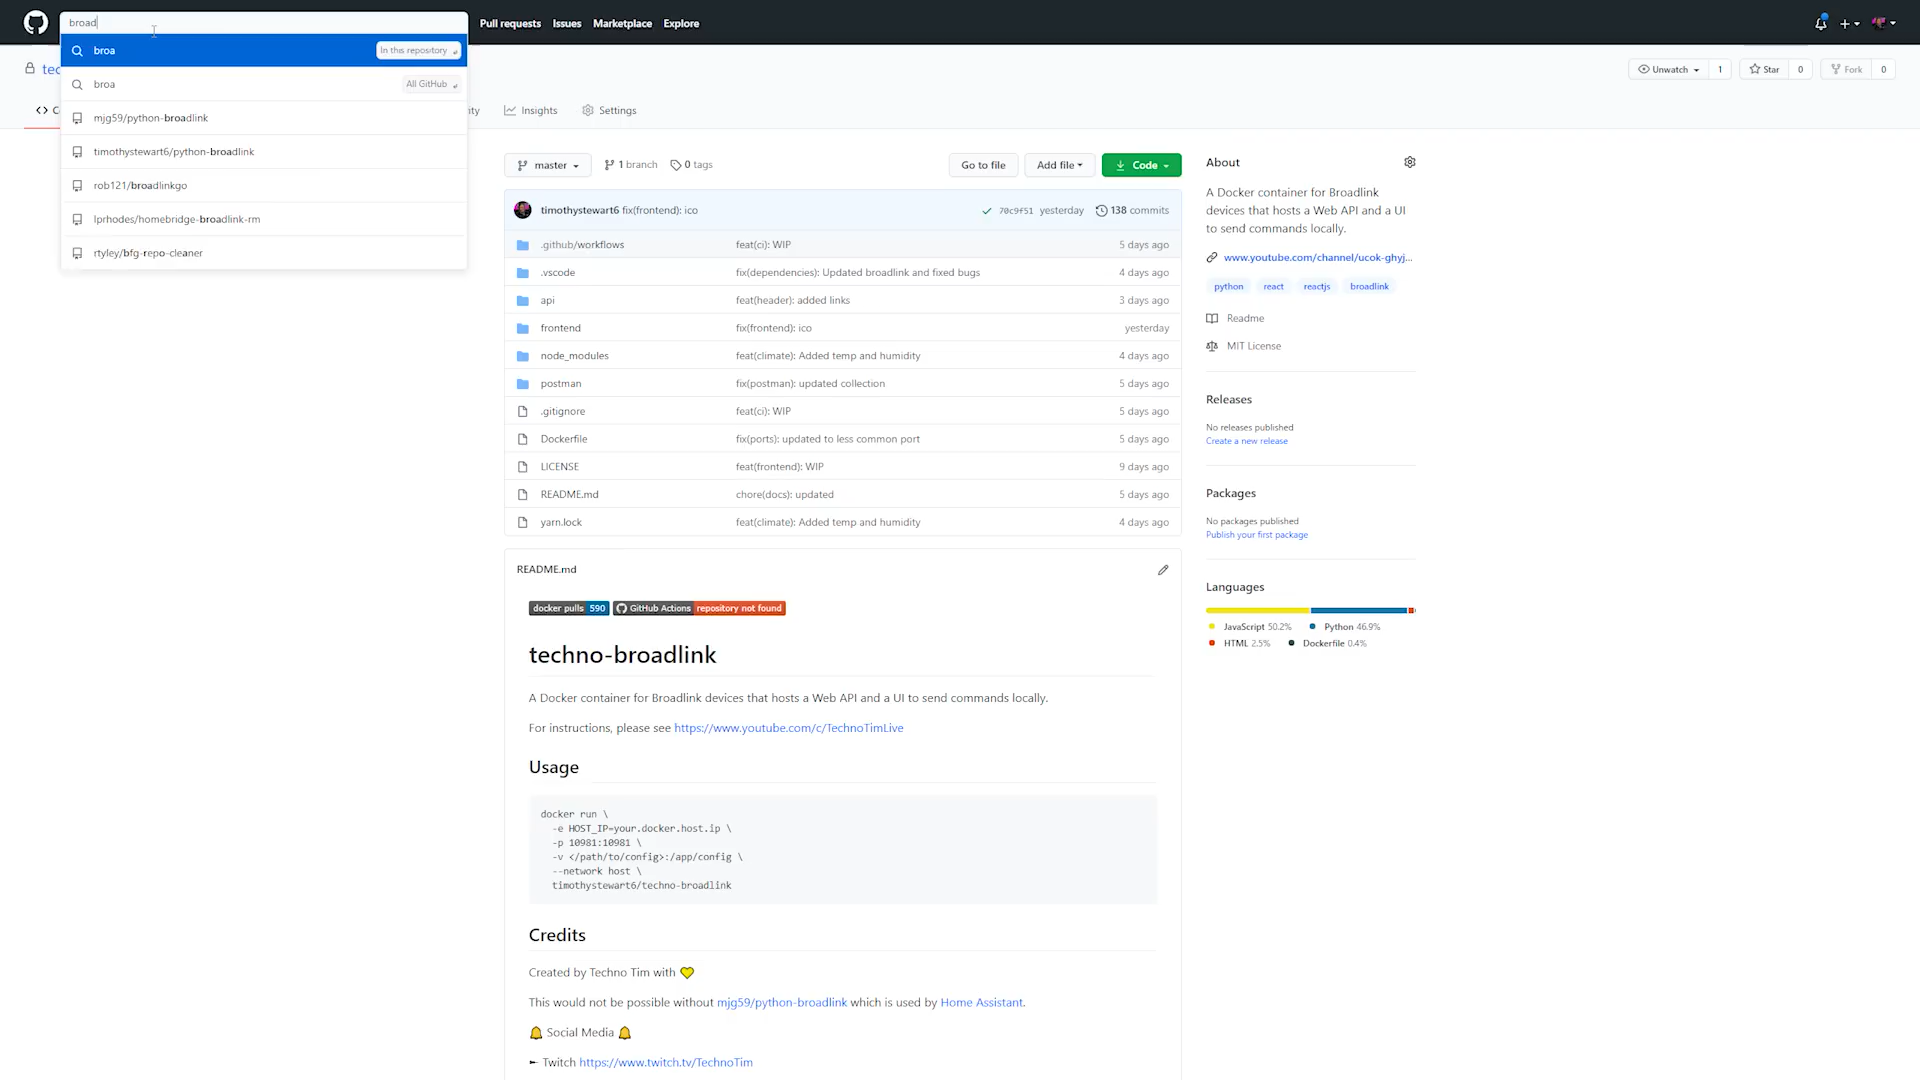 broad
Pull requests Issues Marketplace Explore
broa In this repository
broa All GitHub
mjg59/python-broadlink
timothystewart6/python-broadlink
rob121/broadlinkgo
lprhodes/homebridge-broadlink-rm
rtyley/bfg-repo-cleaner
tec
Unwatch 1 Star 0 Fork 0
C ity Insights Settings
master 1 branch 0 tags Go to file Add file Code
timothystewart6 fix(frontend): ico 70c9f51 yesterday 138 commits
.github/workflows feat(ci): WIP 5 days ago
.vscode fix(dependencies): Updated broadlink and fixed bugs 4 days ago
api feat(header): added links 3 days ago
frontend fix(frontend): ico yesterday
node_modules feat(climate): Added temp and humidity 4 days ago
postman fix(postman): updated collection 5 days ago
.gitignore feat(ci): WIP 5 days ago
Dockerfile fix(ports): updated to less common port 5 days ago
LICENSE feat(frontend): WIP 9 days ago
README.md chore(docs): updated 5 days ago
yarn.lock feat(climate): Added temp and humidity 4 days ago
README.md
docker pulls 590 GitHub Actions repository not found
techno-broadlink
A Docker container for Broadlink devices that hosts a Web API and a UI to send commands locally.
For instructions, please see https://www.youtube.com/c/TechnoTimLive
Usage
docker run \
-e HOST_IP=your.docker.host.ip \
-p 10981:10981 \
-v </path/to/config>:/app/config \
--network host \
timothystewart6/techno-broadlink
Credits
Created by Techno Tim with 💛
This would not be possible without mjg59/python-broadlink which is used by Home Assistant.
🔔 Social Media 🔔
► Twitch https://www.twitch.tv/TechnoTim
About
A Docker container for Broadlink
devices that hosts a Web API and a UI
to send commands locally.
www.youtube.com/channel/ucok-ghyj...
python react reactjs broadlink
Readme
MIT License
Releases
No releases published
Create a new release
Packages
No packages published
Publish your first package
Languages
JavaScript 50.2% Python 46.9%
HTML 2.5% Dockerfile 0.4%